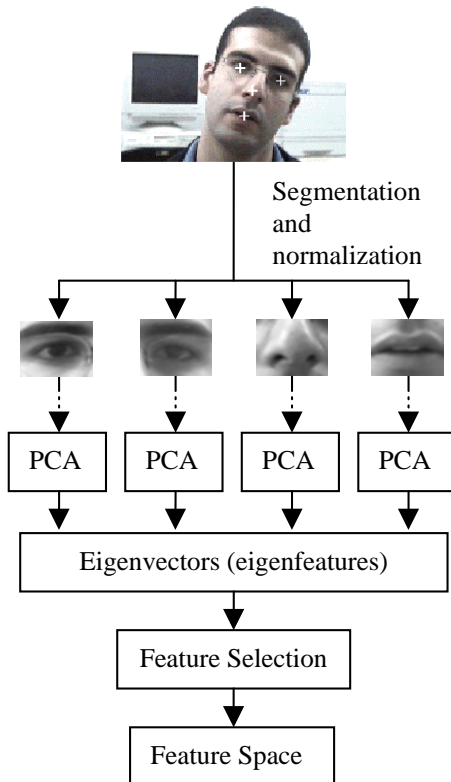 Segmentation
and
normalization
PCA
PCA
PCA
PCA
Eigenvectors (eigenfeatures)
Feature Selection
Feature Space